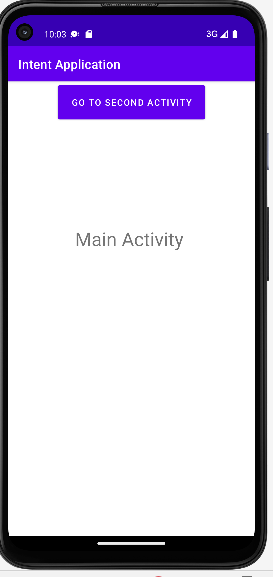 10:03 3G
Intent Application
GO TO SECOND ACTIVITY
Main Activity